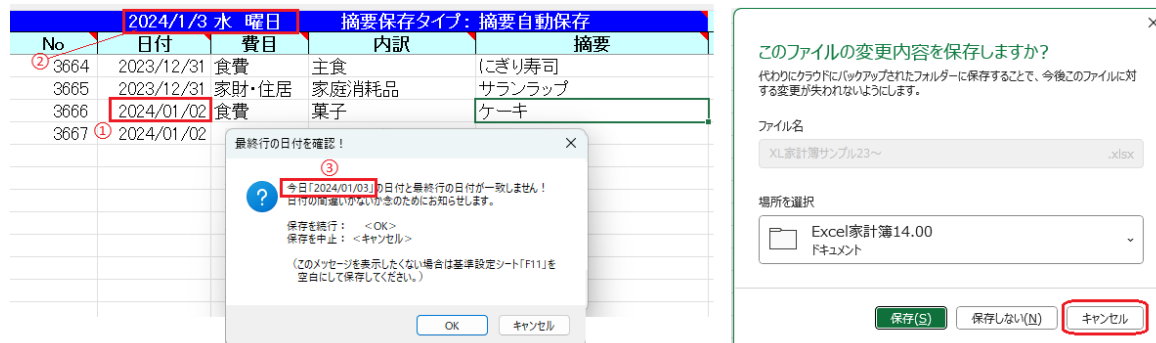 2024/1/3 水 曜日 摘要保存タイプ: 摘要自動保存
No 日付 費目 内訳 摘要
②
3664 2023/12/31 食費 主食 にぎり寿司
3665 2023/12/31 家財・住居 家庭消耗品 サランラップ
3666 2024/01/02 食費 菓子 ケーキ
3667 ① 2024/01/02
最終行の日付を確認!
③
今日「2024/01/03」の日付と最終行の日付が一致しません!
日付の間違いがないか念のためにお知らせします。
保存を続行: <OK>
保存を中止: <キャンセル>
(このメッセージを表示したくない場合は基準設定シート「F11」を
空白にして保存してください。)
OK キャンセル
このファイルの変更内容を保存しますか?
代わりにクラウドにバックアップされたフォルダーに保存することで、今後このファイルに対
する変更が失われないようにします。
ファイル名
XL家計簿サンプル23~ .xlsx
場所を選択
Excel家計簿14.00
ドキュメント
保存(S) 保存しない(N) キャンセル